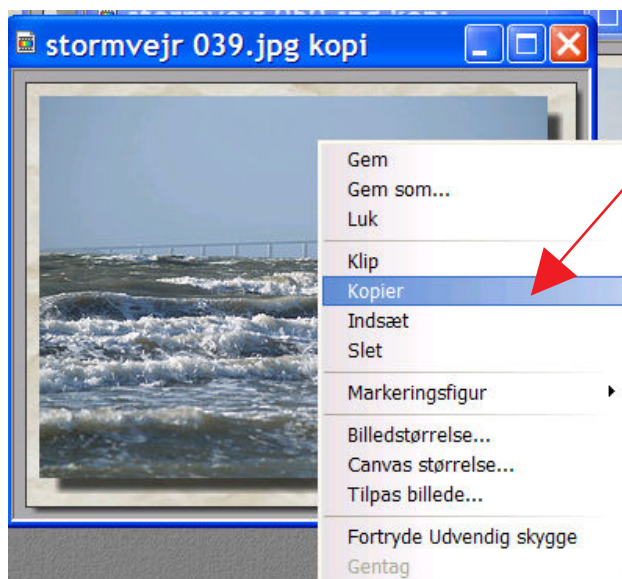 stormvejr 039.jpg kopi
Gem
Gem som...
Luk
Klip
Kopier
Indsæt
Slet
Markeringsfigur
Billedstørrelse...
Canvas størrelse...
Tilpas billede...
Fortryde Udvendig skygge
Gentag